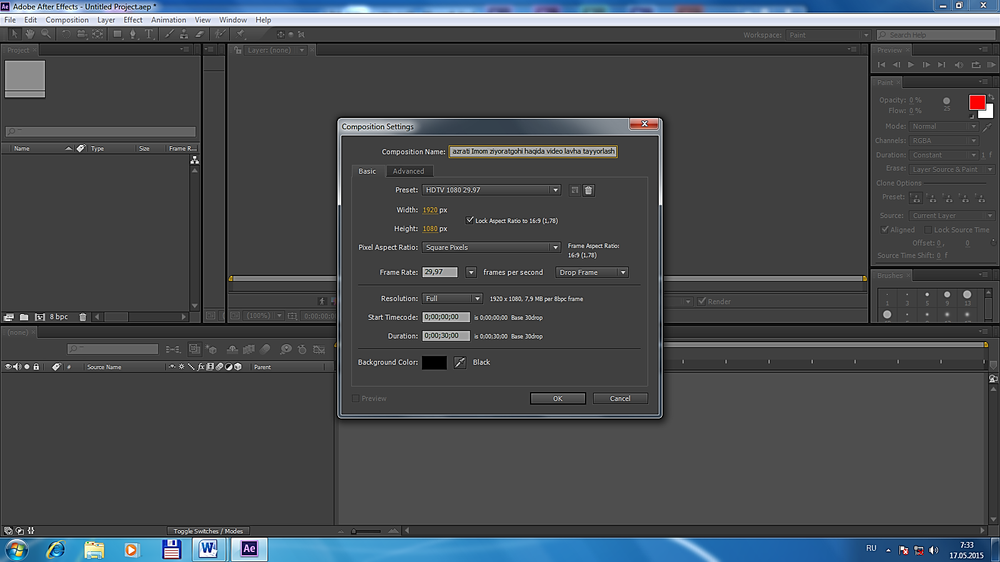 Adobe After Effects - Untitled Project.aep *
File Edit Composition Layer Effect Animation View Window Help
Workspace: Paint Search Help
Project
Layer: (none)
Preview
Paint
Opacity: 0 %
Flow: 0 %
25
Mode: Normal
Channels: RGBA
Duration: Constant 1 f
Erase: Layer Source & Paint
Clone Options
Preset:
Source: Current Layer
Aligned Lock Source Time
Offset: 0 , 0
Source Time Shift: 0 f
Brushes
1 3 5 9 13
Name Type Size Frame R...
8 bpc
Composition Settings
Composition Name: azrati Imom ziyoratgohi haqida video lavha tayyorlash
Basic Advanced
Preset: HDTV 1080 29.97
Width: 1920 px
Lock Aspect Ratio to 16:9 (1,78)
Height: 1080 px
Pixel Aspect Ratio: Square Pixels
Frame Aspect Ratio:
16:9 (1,78)
Frame Rate: 29,97 frames per second Drop Frame
Resolution: Full 1920 x 1080, 7,9 MB per 8bpc frame
Start Timecode: 0;00;00;00 is 0;00;00;00 Base 30drop
Duration: 0;00;30;00 is 0;00;30;00 Base 30drop
Background Color: Black
Preview OK Cancel
(100%) 0:00:00:0
Render
(none)
# Source Name fx Parent
Toggle Switches / Modes
Ae
RU
7:33
17.05.2015